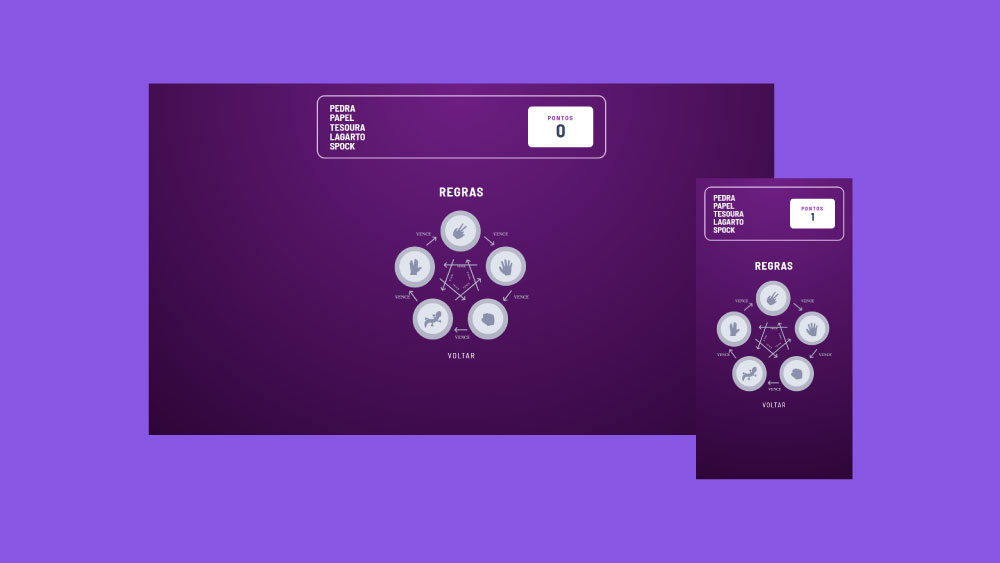 PEDRA
PAPEL
TESOURA
LAGARTO
SPOCK
PONTOS
0
REGRAS
VENCE
VENCE
VENCE
VENCE
VENCE
VOLTAR
PEDRA
PAPEL
TESOURA
LAGARTO
SPOCK
PONTOS
1
REGRAS
VENCE
VENCE
VENCE
VENCE
VENCE
VOLTAR